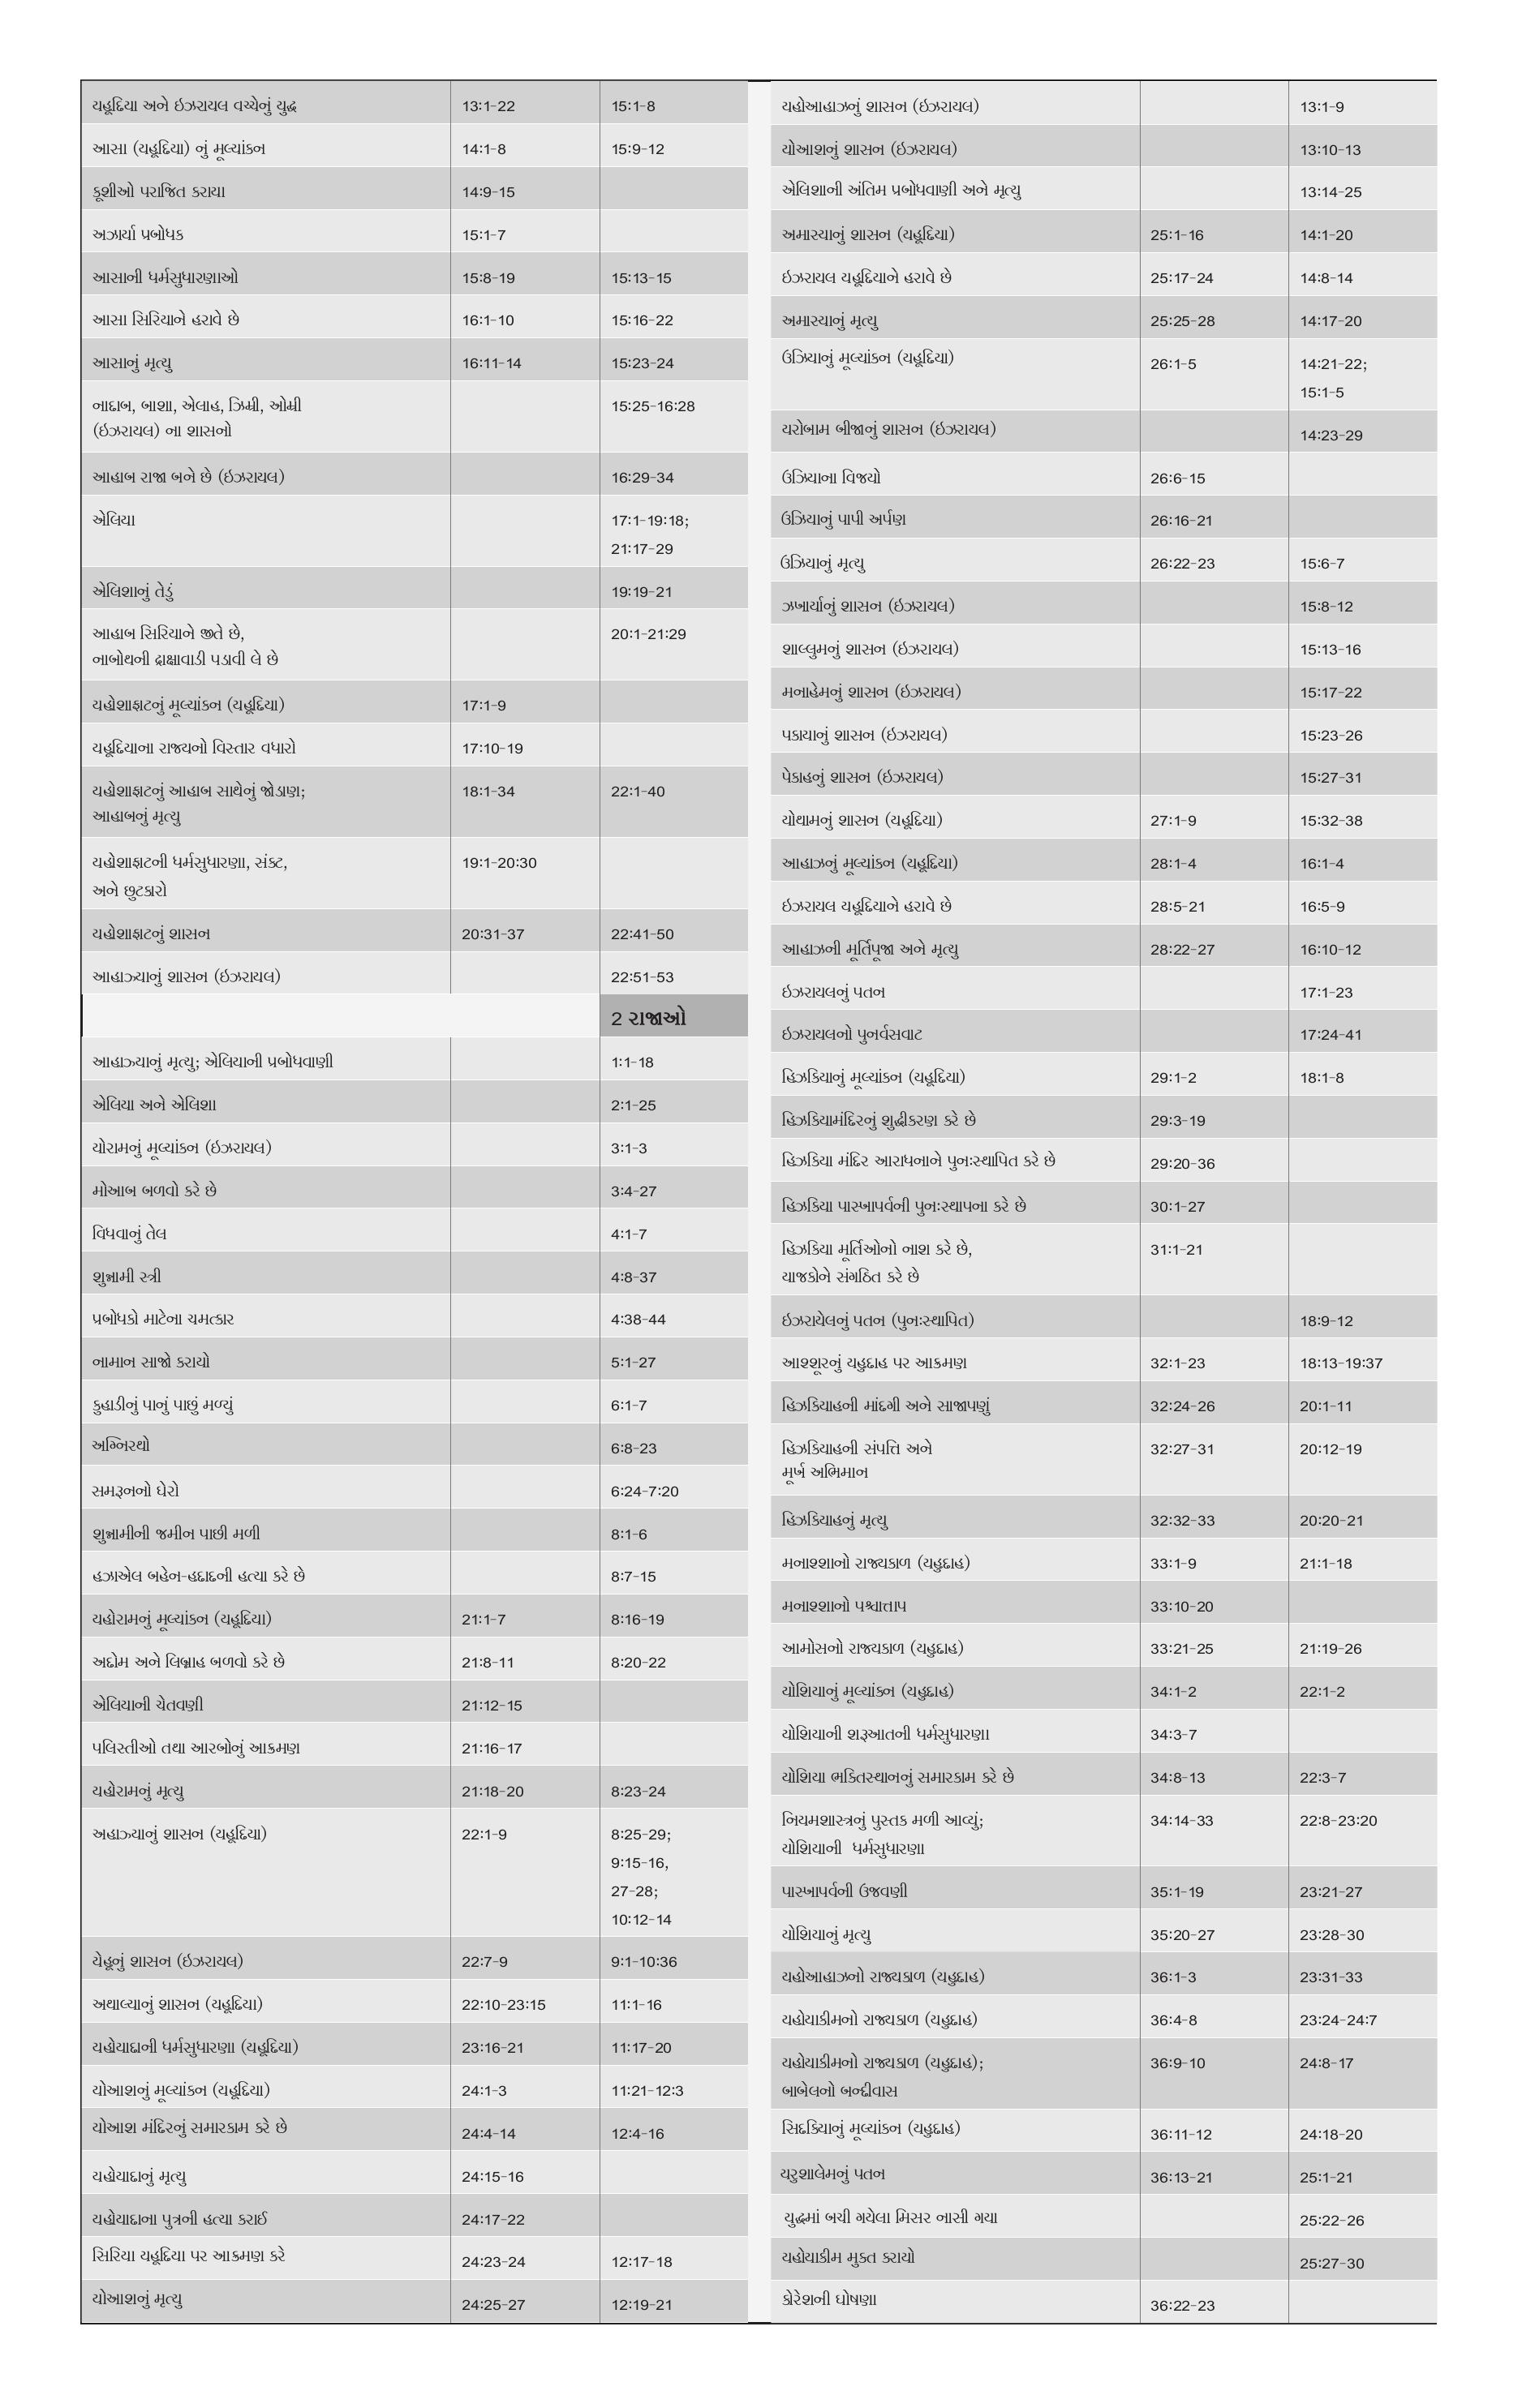 યહૂદિયા અને ઇઝરાયલ વચ્ચેનું યુદ્ધ 13:1-22 15:1-8
આસા (યહૂદિયા) નું મૂલ્યાંકન 14:1-8 15:9-12
કૂશીઓ પરાજિત કરાયા 14:9-15
અઝાર્યા પ્રબોધક 15:1-7
આસાની ધર્મસુધારણાઓ 15:8-19 15:13-15
આસા સિરિયાને હરાવે છે 16:1-10 15:16-22
આસાનું મૃત્યુ 16:11-14 15:23-24
નાદાબ, બાશા, એલાહ, ઝિમ્રી, ઓમ્રી 15:25-16:28
(ઇઝરાયલ) ના શાસનો
આહાબ રાજા બને છે (ઇઝરાયલ) 16:29-34
એલિયા 17:1-19:18;
21:17-29
એલિશાનું તેડું 19:19-21
આહાબ સિરિયાને જીતે છે, 20:1-21:29
નાબોથની દ્રાક્ષાવાડી પડાવી લે છે
યહોશાફાટનું મૂલ્યાંકન (યહૂદિયા) 17:1-9
યહૂદિયાના રાજ્યનો વિસ્તાર વધારો 17:10-19
યહોશાફાટનું આહાબ સાથેનું જોડાણ; 18:1-34 22:1-40
આહાબનું મૃત્યુ
યહોશાફાટની ધર્મસુધારણા, સંકટ, 19:1-20:30
અને છુટકારો
યહોશાફાટનું શાસન 20:31-37 22:41-50
આહાઝ્યાનું શાસન (ઇઝરાયલ) 22:51-53
2 રાજાઓ
આહાઝ્યાનું મૃત્યુ; એલિયાની પ્રબોધવાણી 1:1-18
એલિયા અને એલિશા 2:1-25
યોરામનું મૂલ્યાંકન (ઇઝરાયલ) 3:1-3
મોઆબ બળવો કરે છે 3:4-27
વિધવાનું તેલ 4:1-7
શુન્નામી સ્ત્રી 4:8-37
પ્રબોધકો માટેના ચમત્કાર 4:38-44
નામાન સાજો કરાયો 5:1-27
કુહાડીનું પાનું પાછું મળ્યું 6:1-7
અગ્નિરથો 6:8-23
સમરૂનનો ઘેરો 6:24-7:20
શુન્નામીની જમીન પાછી મળી 8:1-6
હઝાએલ બહેન-હદાદની હત્યા કરે છે 8:7-15
યહોરામનું મૂલ્યાંકન (યહૂદિયા) 21:1-7 8:16-19
અદોમ અને લિબ્નાહ બળવો કરે છે 21:8-11 8:20-22
એલિયાની ચેતવણી 21:12-15
પલિસ્તીઓ તથા આરબોનું આક્રમણ 21:16-17
યહોરામનું મૃત્યુ 21:18-20 8:23-24
અહાઝ્યાનું શાસન (યહૂદિયા) 22:1-9 8:25-29;
9:15-16,
27-28;
10:12-14
યેહૂનું શાસન (ઇઝરાયલ) 22:7-9 9:1-10:36
અથાલ્યાનું શાસન (યહૂદિયા) 22:10-23:15 11:1-16
યહોયાદાની ધર્મસુધારણા (યહૂદિયા) 23:16-21 11:17-20
યોઆશનું મૂલ્યાંકન (યહૂદિયા) 24:1-3 11:21-12:3
યોઆશ મંદિરનું સમારકામ કરે છે 24:4-14 12:4-16
યહોયાદાનું મૃત્યુ 24:15-16
યહોયાદાના પુત્રની હત્યા કરાઈ 24:17-22
સિરિયા યહૂદિયા પર આક્રમણ કરે 24:23-24 12:17-18
યોઆશનું મૃત્યુ 24:25-27 12:19-21
યહોઆહાઝનું શાસન (ઇઝરાયલ) 13:1-9
યોઆશનું શાસન (ઇઝરાયલ) 13:10-13
એલિશાની અંતિમ પ્રબોધવાણી અને મૃત્યુ 13:14-25
અમાસ્યાનું શાસન (યહૂદિયા) 25:1-16 14:1-20
ઇઝરાયલ યહૂદિયાને હરાવે છે 25:17-24 14:8-14
અમાસ્યાનું મૃત્યુ 25:25-28 14:17-20
ઉઝિયાનું મૂલ્યાંકન (યહૂદિયા) 26:1-5 14:21-22;
15:1-5
યરોબામ બીજાનું શાસન (ઇઝરાયલ) 14:23-29
ઉઝિયાના વિજયો 26:6-15
ઉઝિયાનું પાપી અર્પણ 26:16-21
ઉઝિયાનું મૃત્યુ 26:22-23 15:6-7
ઝખાર્યાનું શાસન (ઇઝરાયલ) 15:8-12
શાલ્લુમનું શાસન (ઇઝરાયલ) 15:13-16
મનાહેમનું શાસન (ઇઝરાયલ) 15:17-22
પકાયાનું શાસન (ઇઝરાયલ) 15:23-26
પેકાહનું શાસન (ઇઝરાયલ) 15:27-31
યોથામનું શાસન (યહૂદિયા) 27:1-9 15:32-38
આહાઝનું મૂલ્યાંકન (યહૂદિયા) 28:1-4 16:1-4
ઇઝરાયલ યહૂદિયાને હરાવે છે 28:5-21 16:5-9
આહાઝની મૂર્તિપૂજા અને મૃત્યુ 28:22-27 16:10-12
ઇઝરાયલનું પતન 17:1-23
ઇઝરાયલનો પુનર્વસવાટ 17:24-41
હિઝકિયાનું મૂલ્યાંકન (યહૂદિયા) 29:1-2 18:1-8
હિઝકિયામંદિરનું શુદ્ધીકરણ કરે છે 29:3-19
હિઝકિયા મંદિર આરાધનાને પુનઃસ્થાપિત કરે છે 29:20-36
હિઝકિયા પાસ્ખાપર્વની પુનઃસ્થાપના કરે છે 30:1-27
હિઝકિયા મૂર્તિઓનો નાશ કરે છે, 31:1-21
યાજકોને સંગઠિત કરે છે
ઇઝરાયેલનું પતન (પુનઃસ્થાપિત) 18:9-12
આશ્શૂરનું યહુદાહ પર આક્રમણ 32:1-23 18:13-19:37
હિઝકિયાહની માંદગી અને સાજાપણું 32:24-26 20:1-11
હિઝકિયાહની સંપત્તિ અને 32:27-31 20:12-19
મૂર્ખ અભિમાન
હિઝકિયાહનું મૃત્યુ 32:32-33 20:20-21
મનાશ્શાનો રાજ્યકાળ (યહુદાહ) 33:1-9 21:1-18
મનાશ્શાનો પશ્ચાત્તાપ 33:10-20
આમોસનો રાજ્યકાળ (યહુદાહ) 33:21-25 21:19-26
યોશિયાનું મૂલ્યાંકન (યહુદાહ) 34:1-2 22:1-2
યોશિયાની શરૂઆતની ધર્મસુધારણા 34:3-7
યોશિયા ભક્તિસ્થાનનું સમારકામ કરે છે 34:8-13 22:3-7
નિયમશાસ્ત્રનું પુસ્તક મળી આવ્યું; 34:14-33 22:8-23:20
યોશિયાની ધર્મસુધારણા
પાસ્ખાપર્વની ઉજવણી 35:1-19 23:21-27
યોશિયાનું મૃત્યુ 35:20-27 23:28-30
યહોઆહાઝનો રાજ્યકાળ (યહુદાહ) 36:1-3 23:31-33
યહોયાકીમનો રાજ્યકાળ (યહુદાહ) 36:4-8 23:24-24:7
યહોયાકીમનો રાજ્યકાળ (યહુદાહ); 36:9-10 24:8-17
બાબેલનો બન્દીવાસ
સિદકિયાનું મૂલ્યાંકન (યહુદાહ) 36:11-12 24:18-20
યરુશાલેમનું પતન 36:13-21 25:1-21
યુદ્ધમાં બચી ગયેલા મિસર નાસી ગયા 25:22-26
યહોયાકીમ મુક્ત કરાયો 25:27-30
કોરેશની ઘોષણા 36:22-23